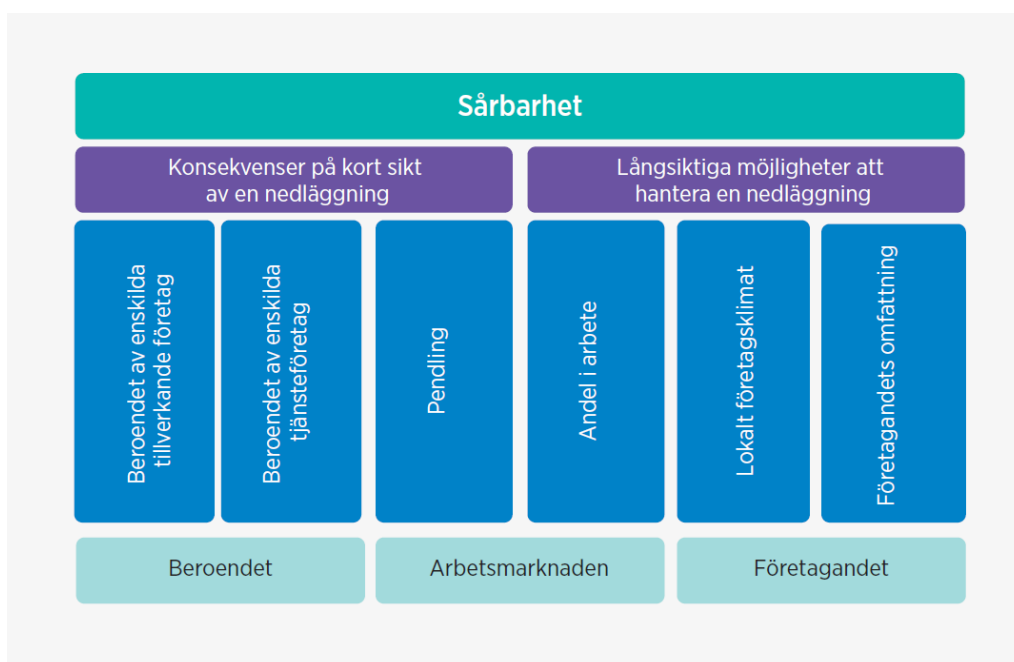 Sårbarhet
Konsekvenser på kort sikt
av en nedläggning
Långsiktiga möjligheter att
hantera en nedläggning
Beroendet av enskilda
tillverkande företag
Beroendet av enskilda
tjänsteföretag
Pendling
Andel i arbete
Lokalt företagsklimat
Företagandets omfattning
Beroendet
Arbetsmarknaden
Företagandet